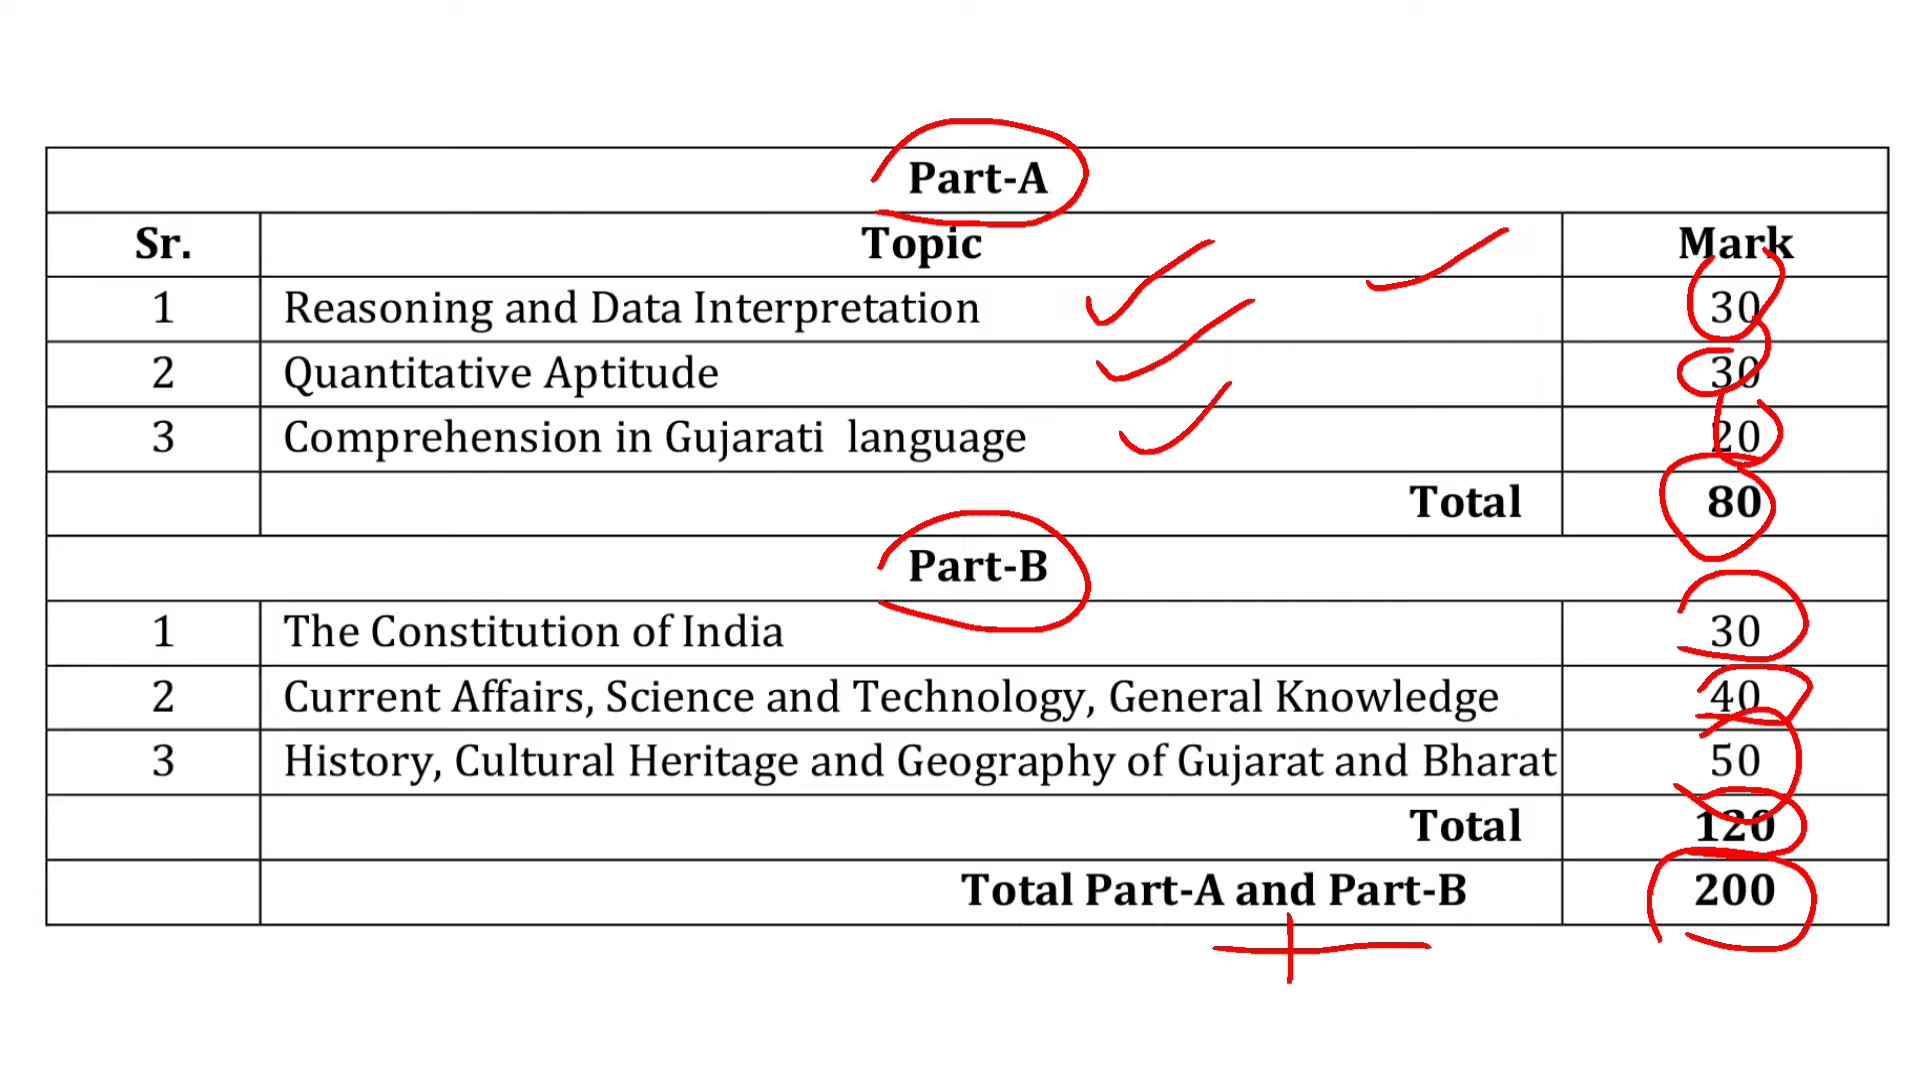 Part-A
Sr. Topic Mark
1 Reasoning and Data Interpretation 30
2 Quantitative Aptitude 30
3 Comprehension in Gujarati language 20
Total 80
Part-B
1 The Constitution of India 30
2 Current Affairs, Science and Technology, General Knowledge 40
3 History, Cultural Heritage and Geography of Gujarat and Bharat 50
Total 120
Total Part-A and Part-B 200